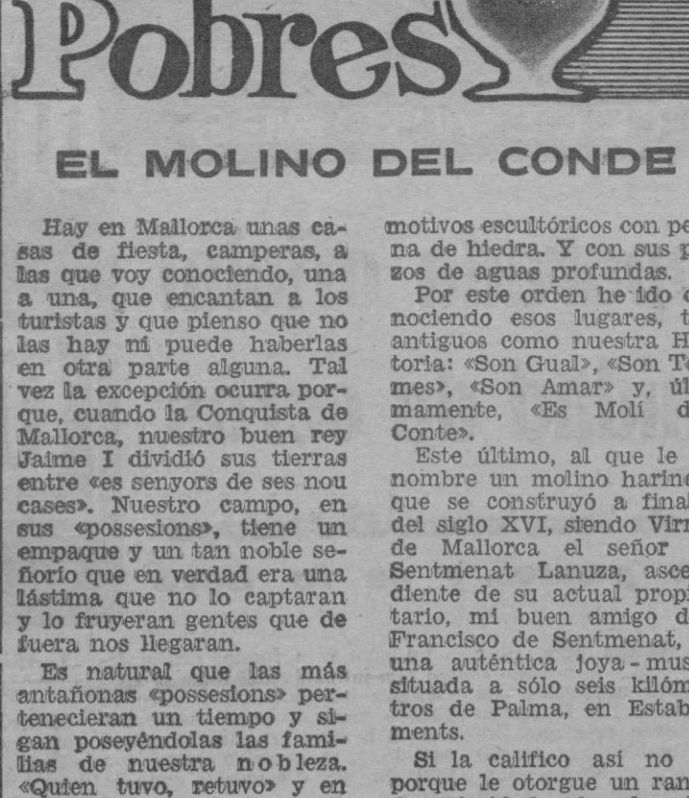 Pobres
EL MOLINO DEL CONDE
Hay en Mallorca unas ca-
sas de fiesta, camperas, a
las que voy conociendo, una
a una, que encantan a los
turistas y que pienso que no
las hay ni puede haberlas
en otra parte alguna. Tal
vez la excepción ocurra por-
que, cuando la Conquista de
Mallorca, nuestro buen rey
Jaime I dividió sus tierras
entre «es senyors de ses nou
cases». Nuestro campo, en
sus «possesions», tiene un
empaque y un tan noble se-
ñorío que en verdad era una
lástima que no lo captaran
y lo fruyeran gentes que de
fuera nos llegaran.
Es natural que las más
antañonas «possesions» per-
tenecieran un tiempo y si-
gan poseyéndolas las fami-
lias de nuestra nobleza.
«Quien tuvo, retuvo» y en
motivos escultóricos con pe
na de hiedra. Y con sus p
zos de aguas profundas.
Por este orden he ido c
nociendo esos lugares, t
antiguos como nuestra H
toria: «Son Gual», «Son Te
mes», «Son Amar» y, úl
mamente, «Es Molí d
Conte».
Este último, al que le
nombre un molino harine
que se construyó a final
del siglo XVI, siendo Virr
de Mallorca el señor
Sentmenat Lanuza, asce
diente de su actual propi
tario, mi buen amigo d
Francisco de Sentmenat,
una auténtica joya-mus
situada a sólo seis kilóm
tros de Palma, en Estab
ments.
Si la califico así no
porque le otorgue un ran